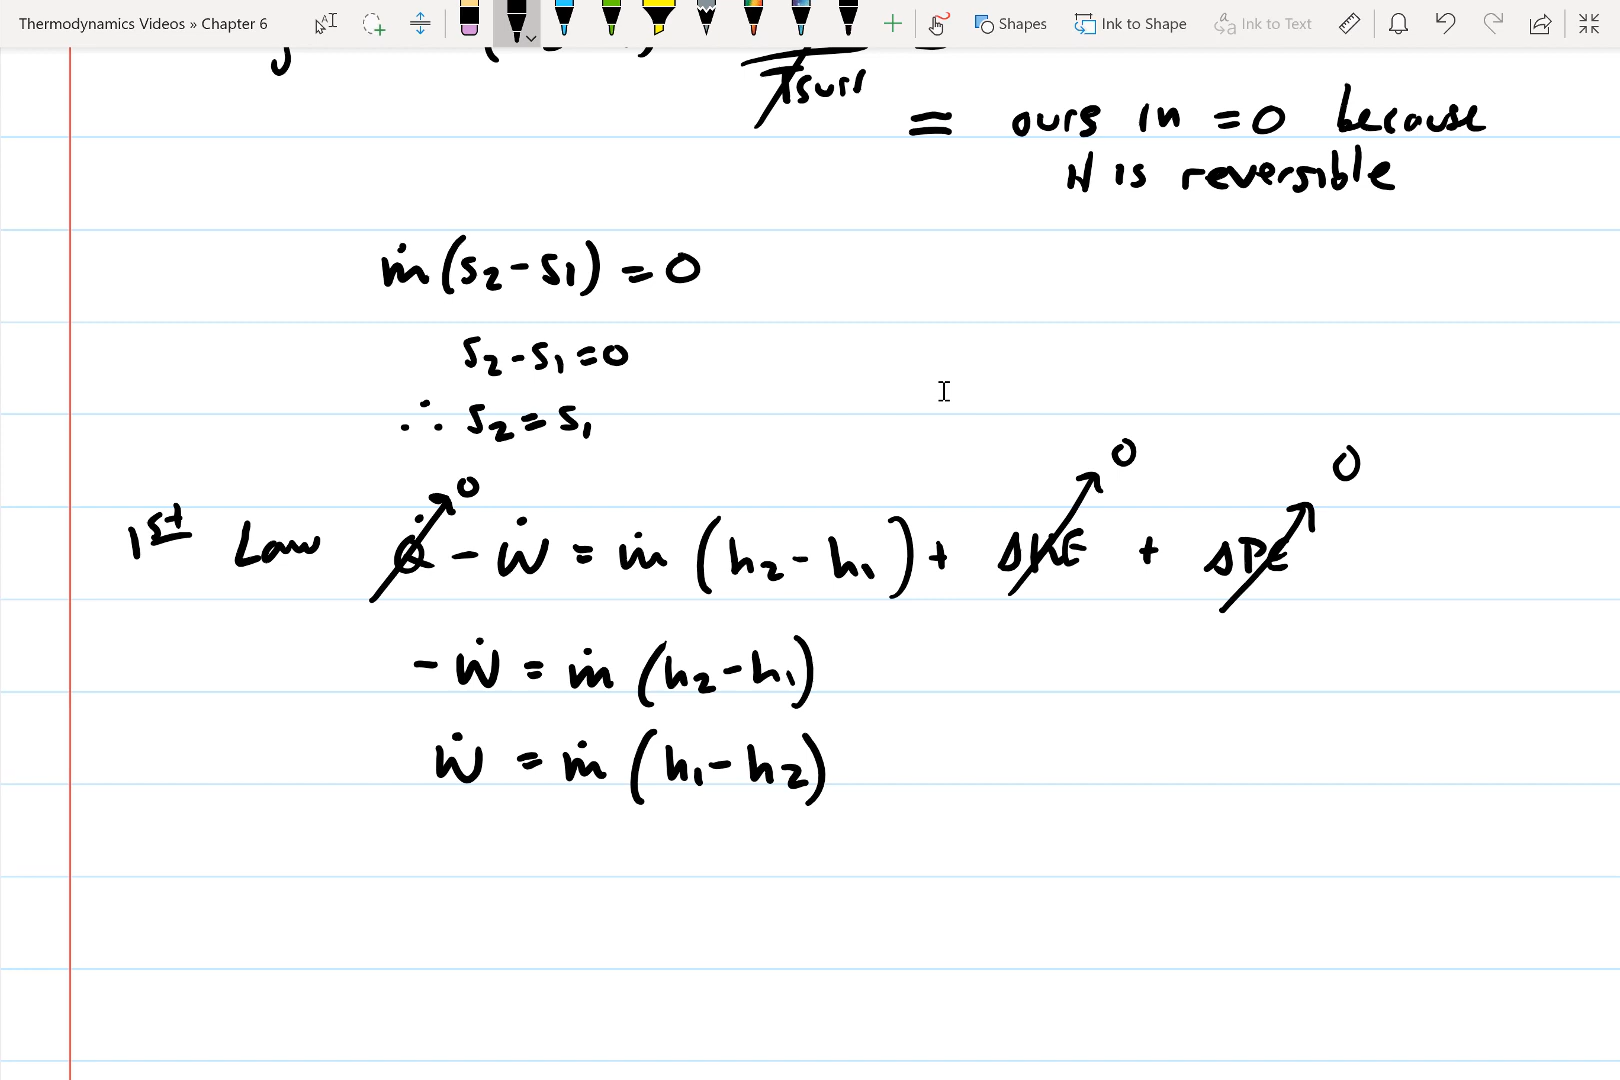 Thermodynamics Videos » Chapter 6
Shapes
Ink to Shape
Ink to Text
Tsurr
= ours in = 0 because
it is reversible
ṁ(s₂-s₁) = 0
s₂-s₁=0
∴ s₂=s₁
1st Law Q̇ 0 - Ẇ = ṁ (h₂-h₁) + ΔKE 0 + ΔPE 0
-Ẇ = ṁ (h₂-h₁)
Ẇ = ṁ (h₁-h₂)